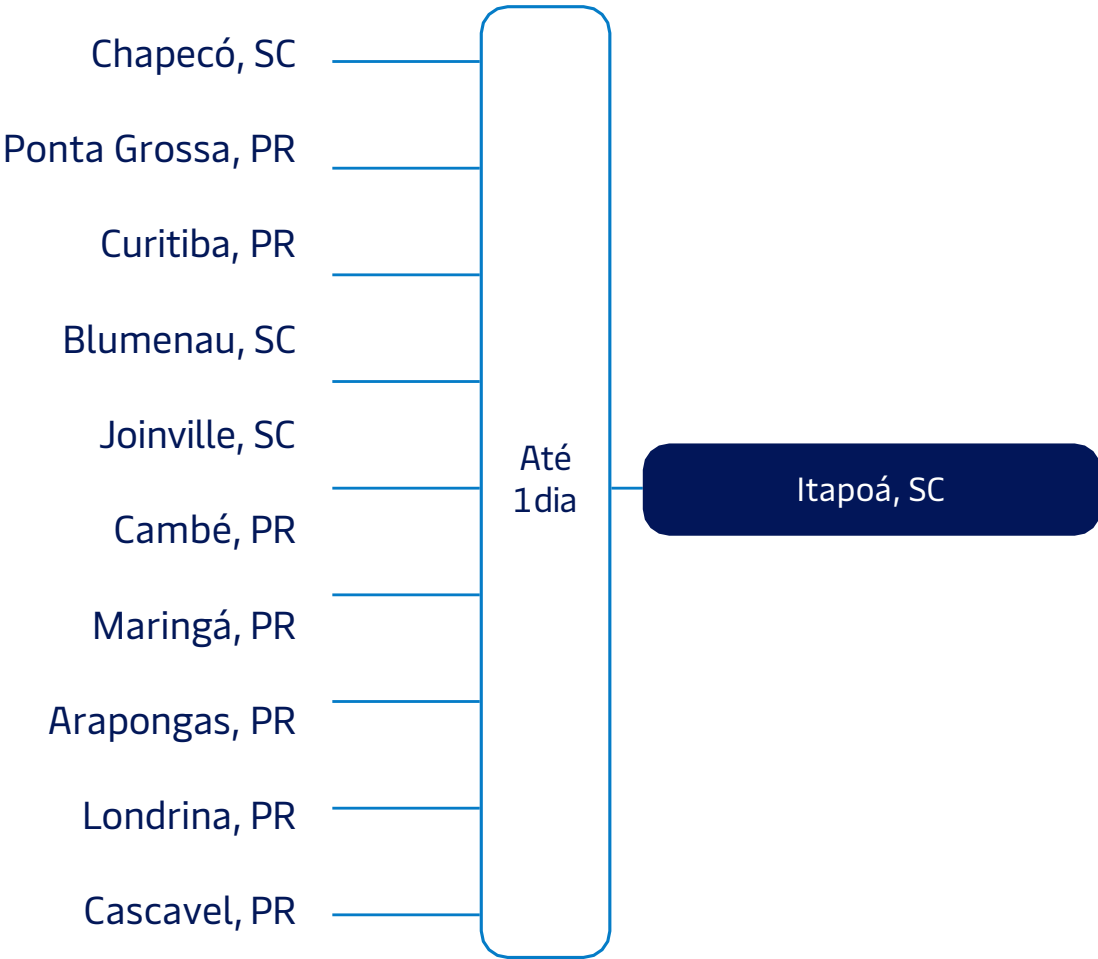 Chapecó, SC
Ponta Grossa, PR
Curitiba, PR
Blumenau, SC
Joinville, SC
Cambé, PR
Maringá, PR
Arapongas, PR
Londrina, PR
Cascavel, PR
Até
1dia
Itapoá, SC